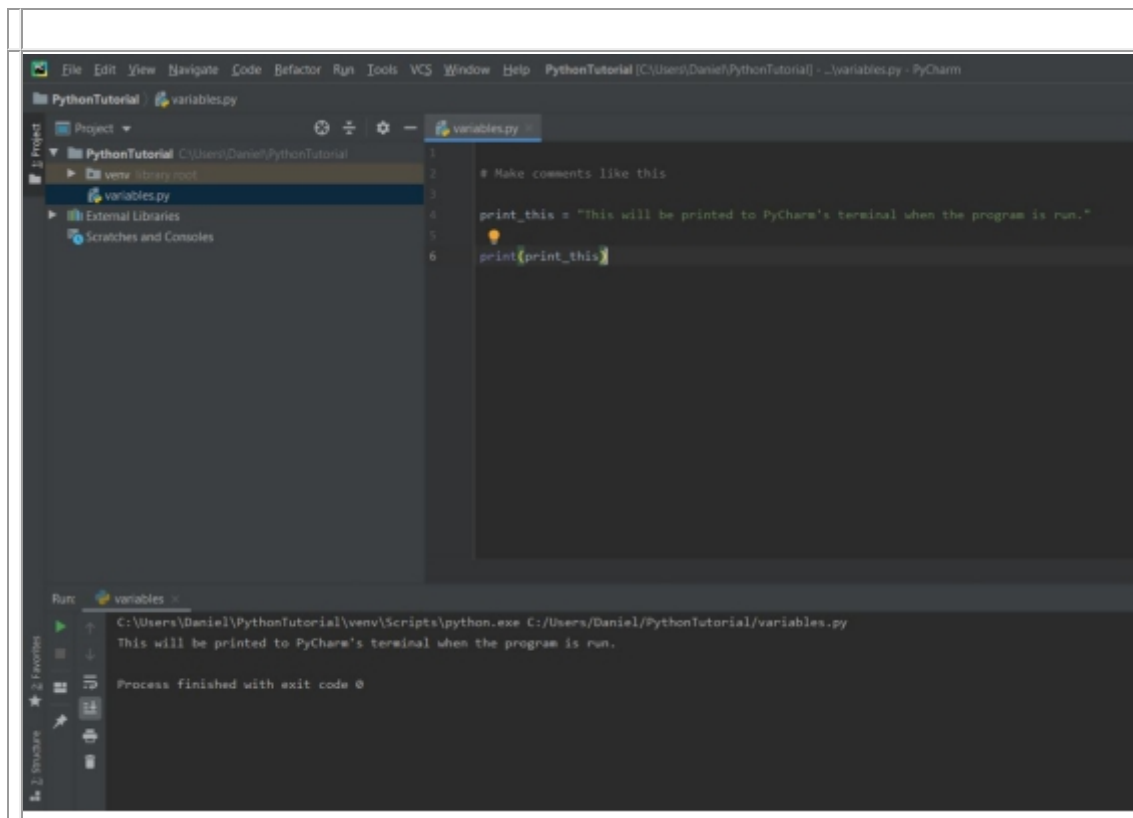 File Edit View Navigate Code Refactor Run Tools VCS Window Help PythonTutorial [C:\Users\Daniel\PythonTutorial] - ...\variables.py - PyCharm
PythonTutorial variables.py
1: Project
Project
variables.py
PythonTutorial C:\Users\Daniel\PythonTutorial
venv library root
variables.py
External Libraries
Scratches and Consoles
1
2 # Make comments like this
3
4 print_this = "This will be printed to PyCharm's terminal when the program is run."
5
6 print(print_this)
Run: variables
C:\Users\Daniel\PythonTutorial\venv\Scripts\python.exe C:/Users/Daniel/PythonTutorial/variables.py
This will be printed to PyCharm's terminal when the program is run.
Process finished with exit code 0
2: Favorites
7: Structure